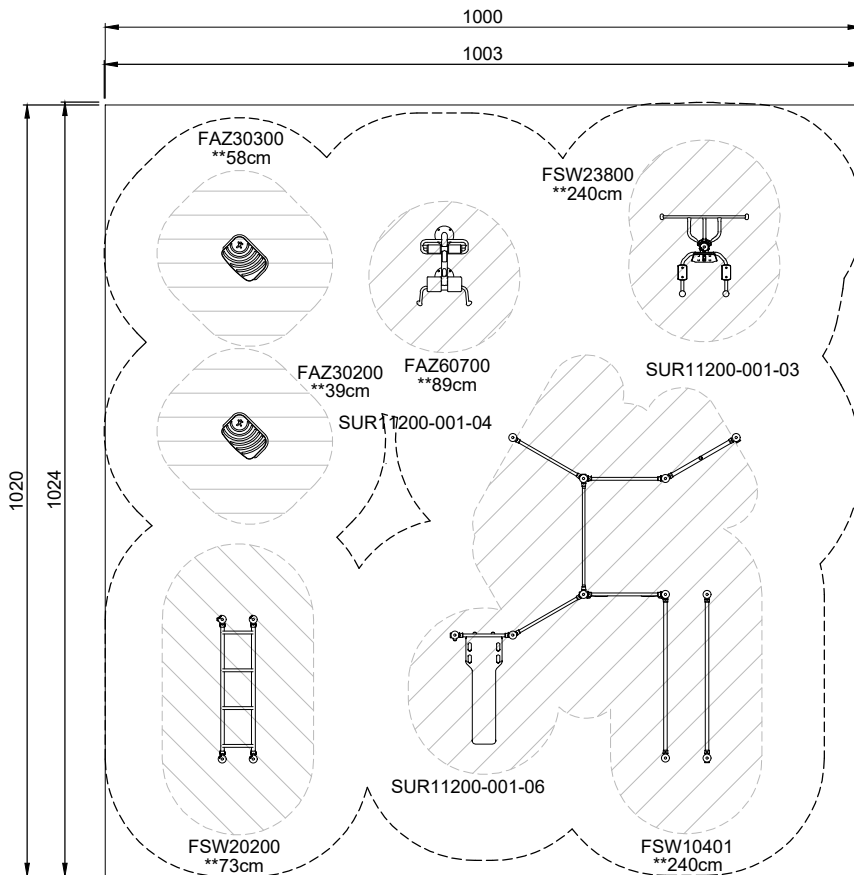 1000
1003
FAZ30300
**58cm
FSW23800
**240cm
FAZ30200
**39cm
FAZ60700
**89cm
SUR11200-001-03
SUR11200-001-04
1020
1024
SUR11200-001-06
FSW20200
**73cm
FSW10401
**240cm